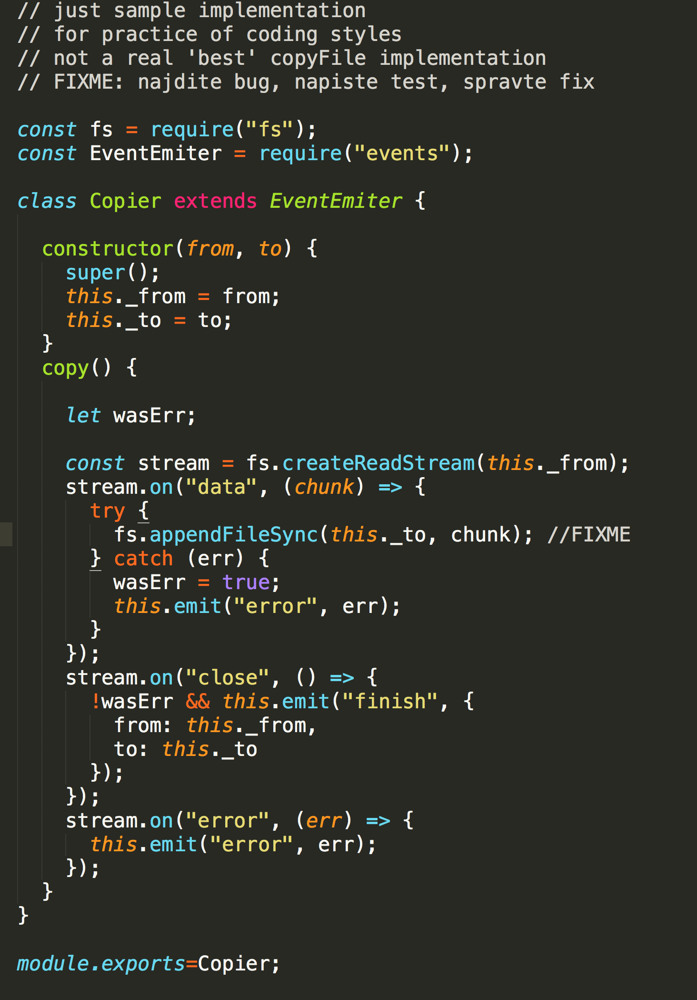 // just sample implementation
// for practice of coding styles
// not a real 'best' copyFile implementation
// FIXME: najdite bug, napiste test, spravte fix
const fs = require("fs");
const EventEmiter = require("events");
class Copier extends EventEmiter {
constructor(from, to) {
super();
this._from = from;
this._to = to;
}
copy() {
let wasErr;
const stream = fs.createReadStream(this._from);
stream.on("data", (chunk) => {
try {
fs.appendFileSync(this._to, chunk); //FIXME
} catch (err) {
wasErr = true;
this.emit("error", err);
}
});
stream.on("close", () => {
!wasErr && this.emit("finish", {
from: this._from,
to: this._to
});
});
stream.on("error", (err) => {
this.emit("error", err);
});
}
}
module.exports=Copier;